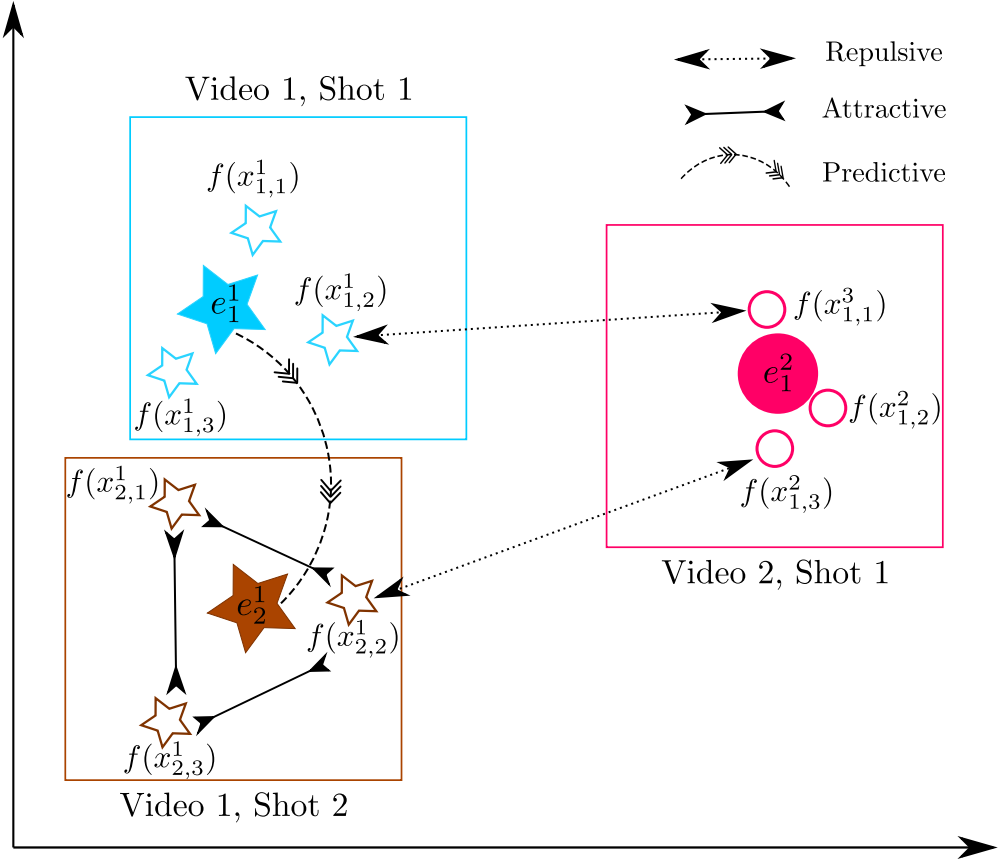 Repulsive
Attractive
Predictive
Video 1, Shot 1
f(x^1_{1,1})
e^1_1
f(x^1_{1,2})
f(x^1_{1,3})
f(x^3_{1,1})
e^2_1
f(x^2_{1,2})
f(x^2_{1,3})
Video 2, Shot 1
f(x^1_{2,1})
e^1_2
f(x^1_{2,2})
f(x^1_{2,3})
Video 1, Shot 2